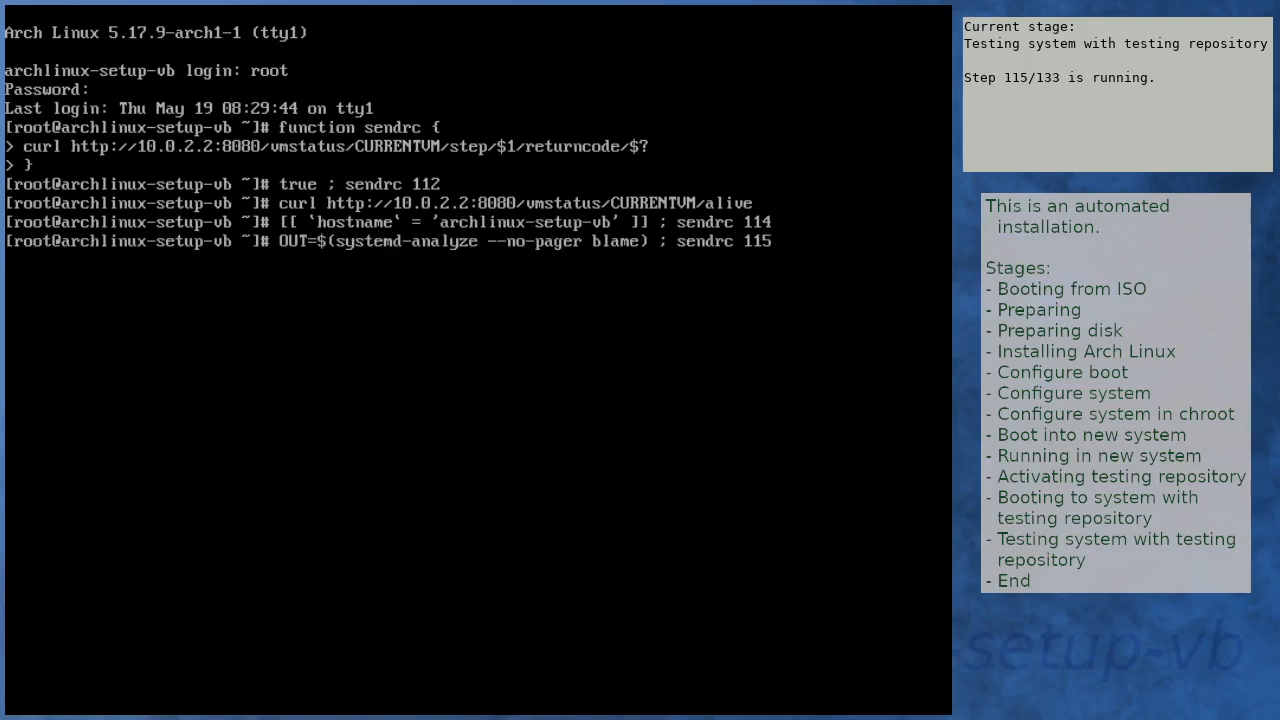 Arch Linux 5.17.9-arch1-1 (tty1)
archlinux-setup-vb login: root
Password:
Last login: Thu May 19 08:29:44 on tty1
[root@archlinux-setup-vb ~]# function sendrc {
> curl http://10.0.2.2:8080/vmstatus/CURRENTVM/step/$1/returncode/$?
> }
[root@archlinux-setup-vb ~]# true ; sendrc 112
[root@archlinux-setup-vb ~]# curl http://10.0.2.2:8080/vmstatus/CURRENTVM/alive
[root@archlinux-setup-vb ~]# [[ `hostname` = 'archlinux-setup-vb' ]] ; sendrc 114
[root@archlinux-setup-vb ~]# OUT=$(systemd-analyze --no-pager blame) ; sendrc 115
Current stage:
Testing system with testing repository
Step 115/133 is running.
This is an automated
installation.
Stages:
- Booting from ISO
- Preparing
- Preparing disk
- Installing Arch Linux
- Configure boot
- Configure system
- Configure system in chroot
- Boot into new system
- Running in new system
- Activating testing repository
- Booting to system with
testing repository
- Testing system with testing
repository
- End
-setup-vb